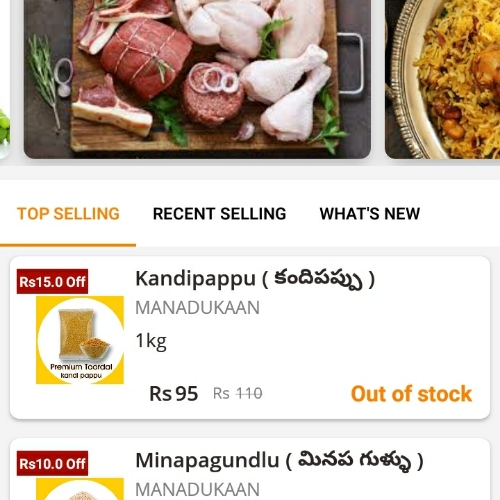 TOP SELLING RECENT SELLING WHAT'S NEW
Rs15.0 Off
Kandipappu ( కందిపప్పు )
MANADUKAAN
1kg
Premium Toordal
kandi pappu
Rs 95 Rs 110 Out of stock
Rs10.0 Off
Minapagundlu ( మినప గుళ్ళు )
MANADUKAAN